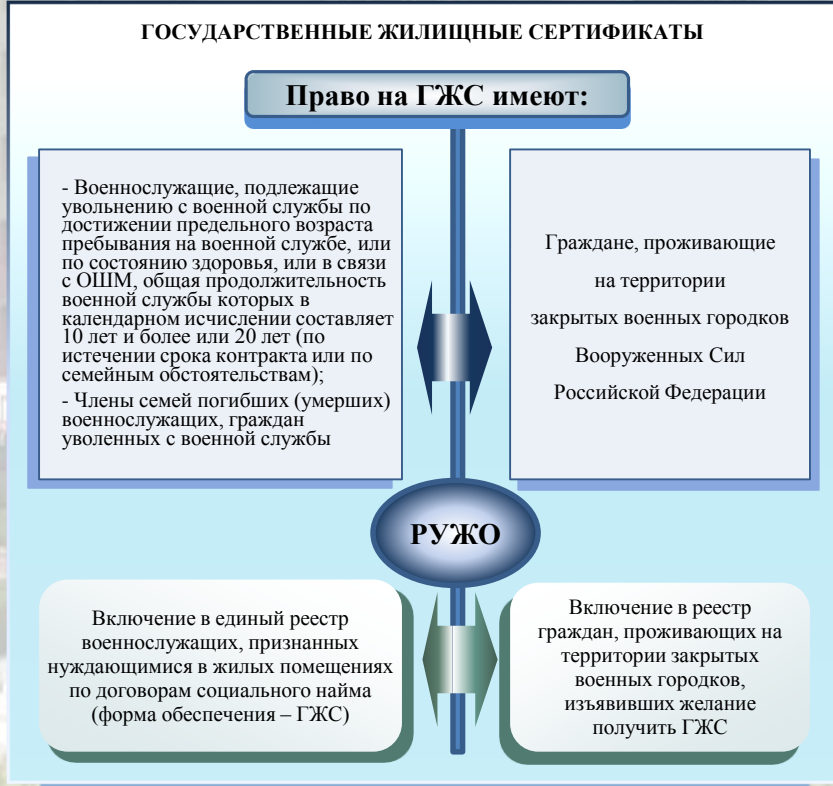 ГОСУДАРСТВЕННЫЕ ЖИЛИЩНЫЕ СЕРТИФИКАТЫ
Право на ГЖС имеют:
- Военнослужащие, подлежащие
увольнению с военной службы по
достижении предельного возраста
пребывания на военной службе, или
по состоянию здоровья, или в связи
с ОШМ, общая продолжительность
военной службы которых в
календарном исчислении составляет
10 лет и более или 20 лет (по
истечении срока контракта или по
семейным обстоятельствам);
- Члены семей погибших (умерших)
военнослужащих, граждан
уволенных с военной службы
Граждане, проживающие
на территории
закрытых военных городков
Вооруженных Сил
Российской Федерации
РУЖО
Включение в единый реестр
военнослужащих, признанных
нуждающимися в жилых помещениях
по договорам социального найма
(форма обеспечения – ГЖС)
Включение в реестр
граждан, проживающих на
территории закрытых
военных городков,
изъявивших желание
получить ГЖС